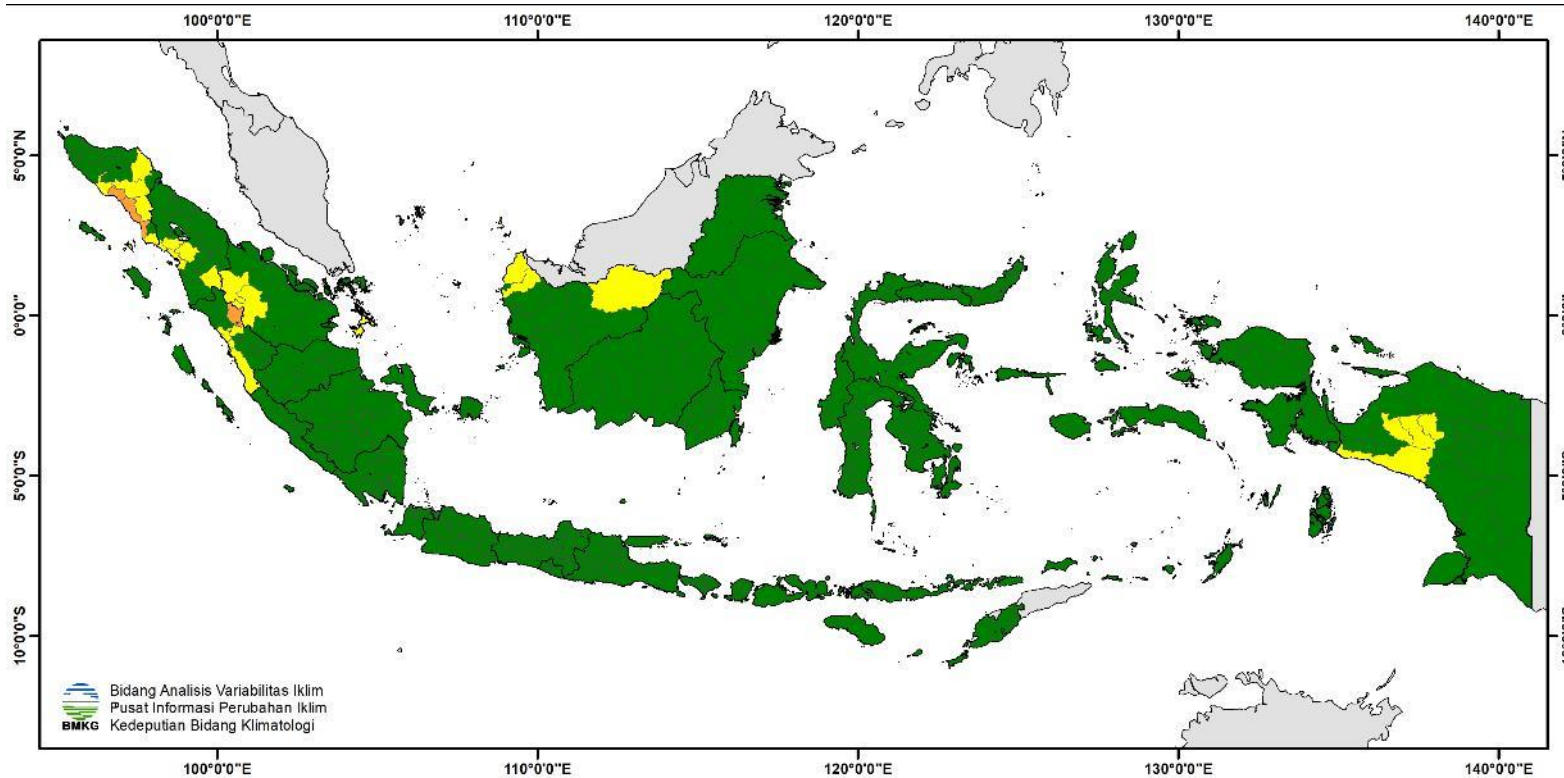 100°0'0"E 110°0'0"E 120°0'0"E 130°0'0"E 140°0'0"E
5°0'0"N
0°0'0"
5°0'0"S
10°0'0"S
Bidang Analisis Variabilitas Iklim
Pusat Informasi Perubahan Iklim
BMKG Kedeputian Bidang Klimatologi
100°0'0"E 110°0'0"E 120°0'0"E 130°0'0"E 140°0'0"E